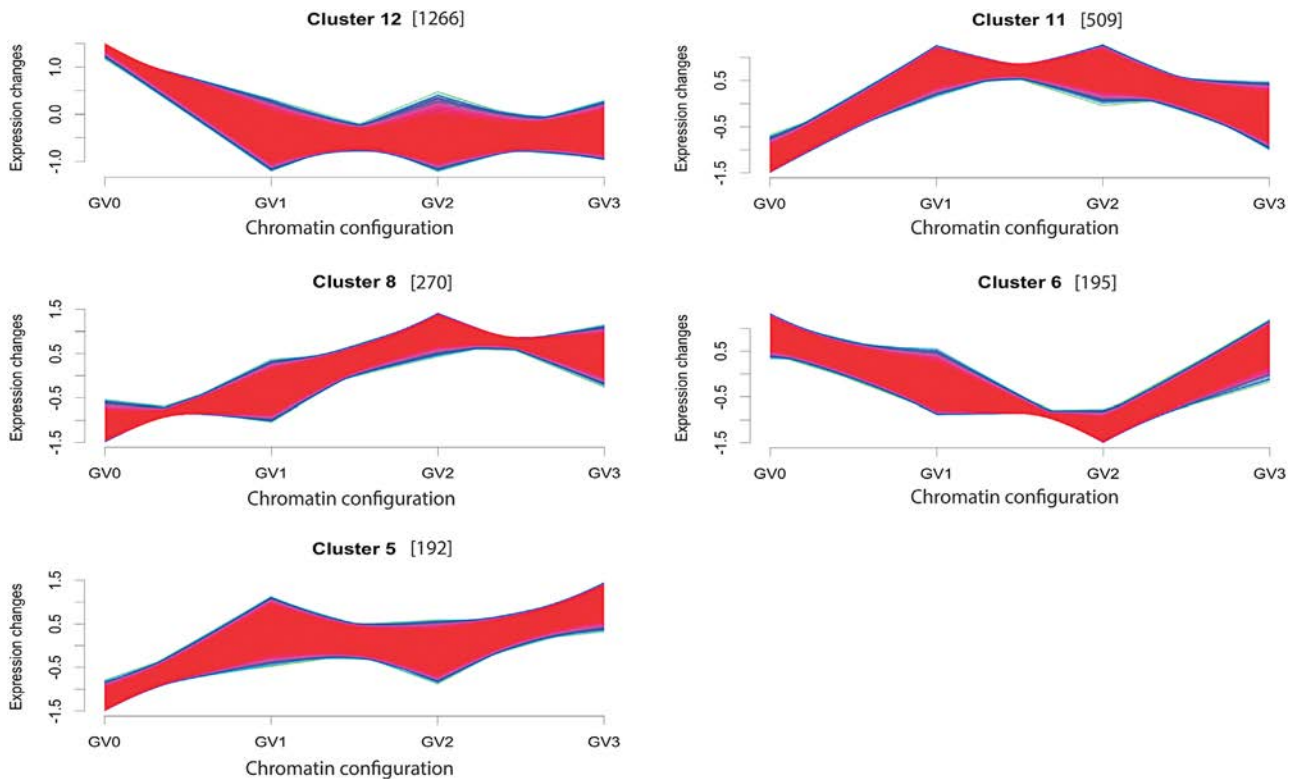 Cluster 12 [1266]
Expression changes
1.0
0.0
-1.0
GV0 GV1 GV2 GV3
Chromatin configuration
Cluster 11 [509]
Expression changes
0.5
-0.5
-1.5
GV0 GV1 GV2 GV3
Chromatin configuration
Cluster 8 [270]
Expression changes
1.5
0.5
-0.5
-1.5
GV0 GV1 GV2 GV3
Chromatin configuration
Cluster 6 [195]
Expression changes
0.5
-0.5
-1.5
GV0 GV1 GV2 GV3
Chromatin configuration
Cluster 5 [192]
Expression changes
1.5
0.5
-0.5
-1.5
GV0 GV1 GV2 GV3
Chromatin configuration